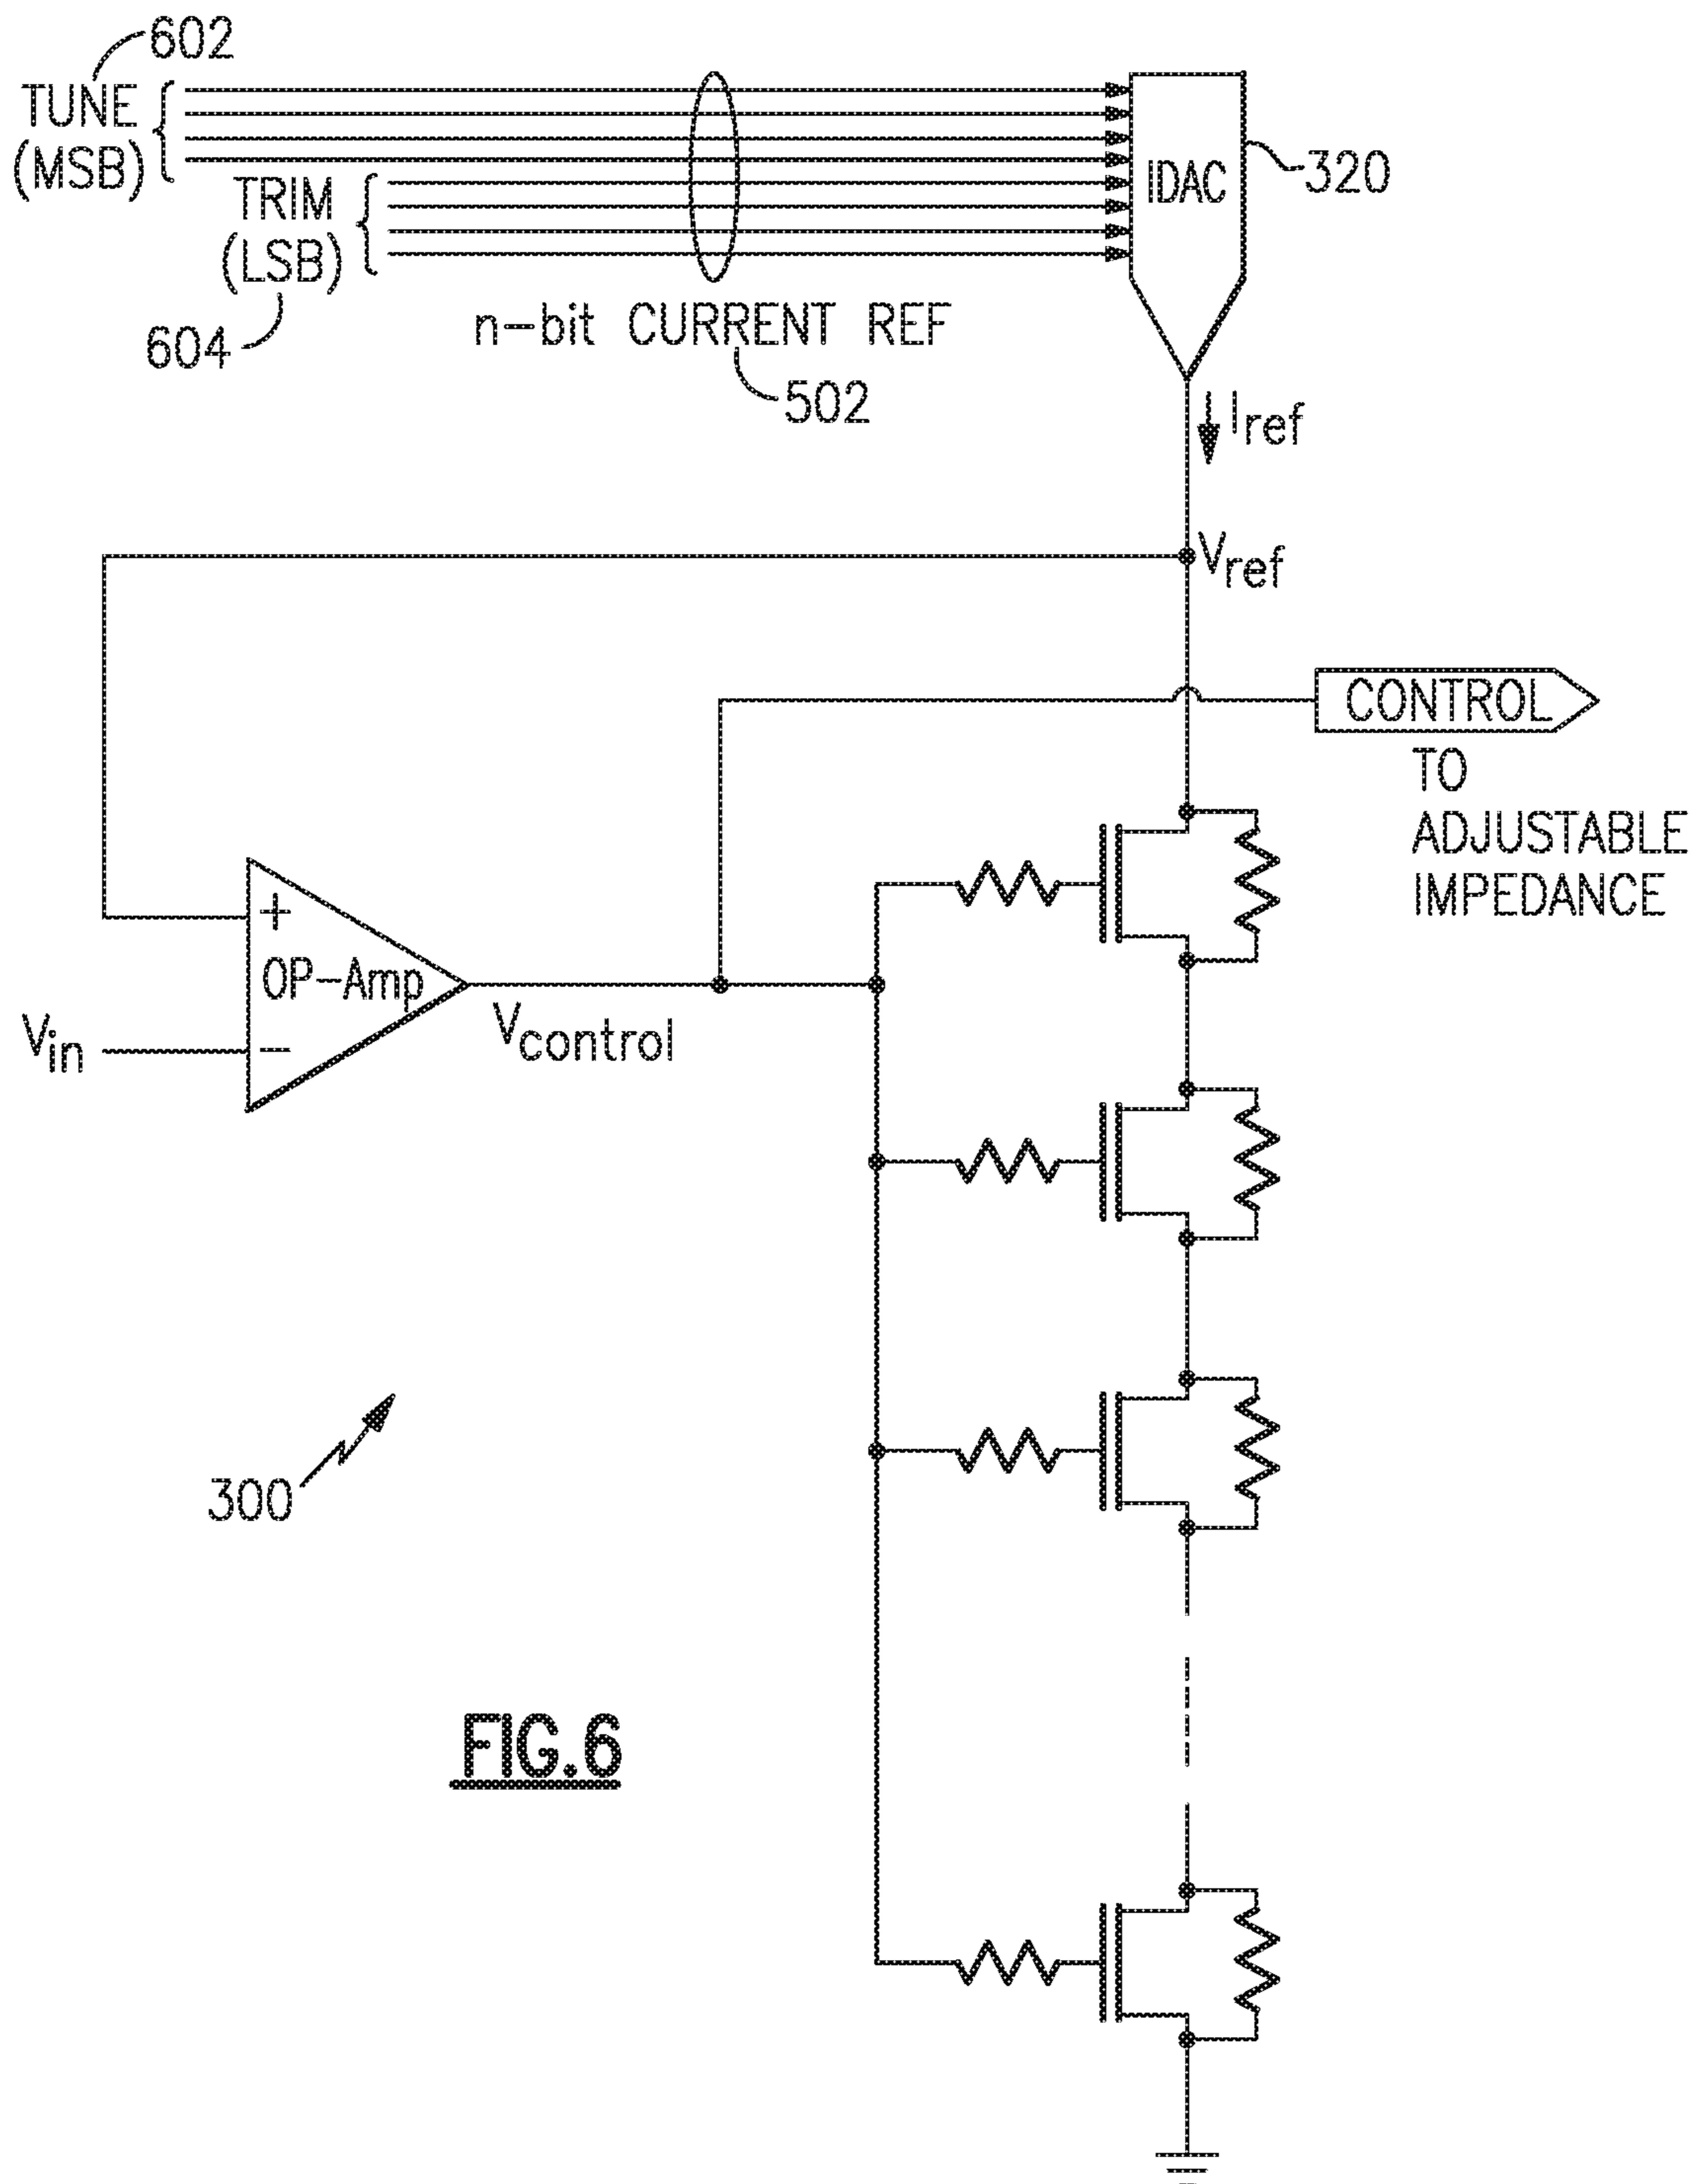 602
TUNE
(MSB)
TRIM
(LSB)
604
n-bit CURRENT REF
502
IDAC
320
Iref
Vref
CONTROL
TO
ADJUSTABLE
IMPEDANCE
+
OP-Amp
−
Vin
Vcontrol
300
FIG.6